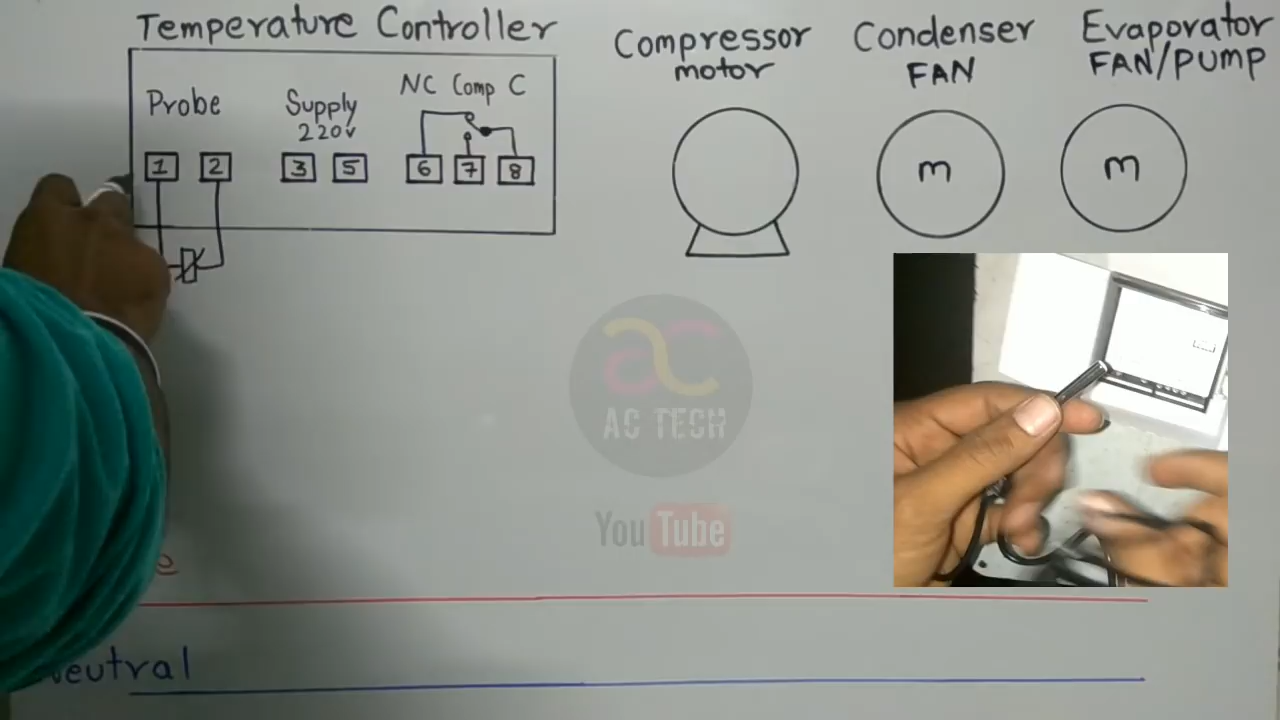 Temperature Controller
Compressor
motor
Condenser
FAN
Evaporator
FAN/PUMP
Probe
Supply
220v
NC Comp C
1 2 3 5 6 7 8
m
m
AC TECH
YouTube
Neutral